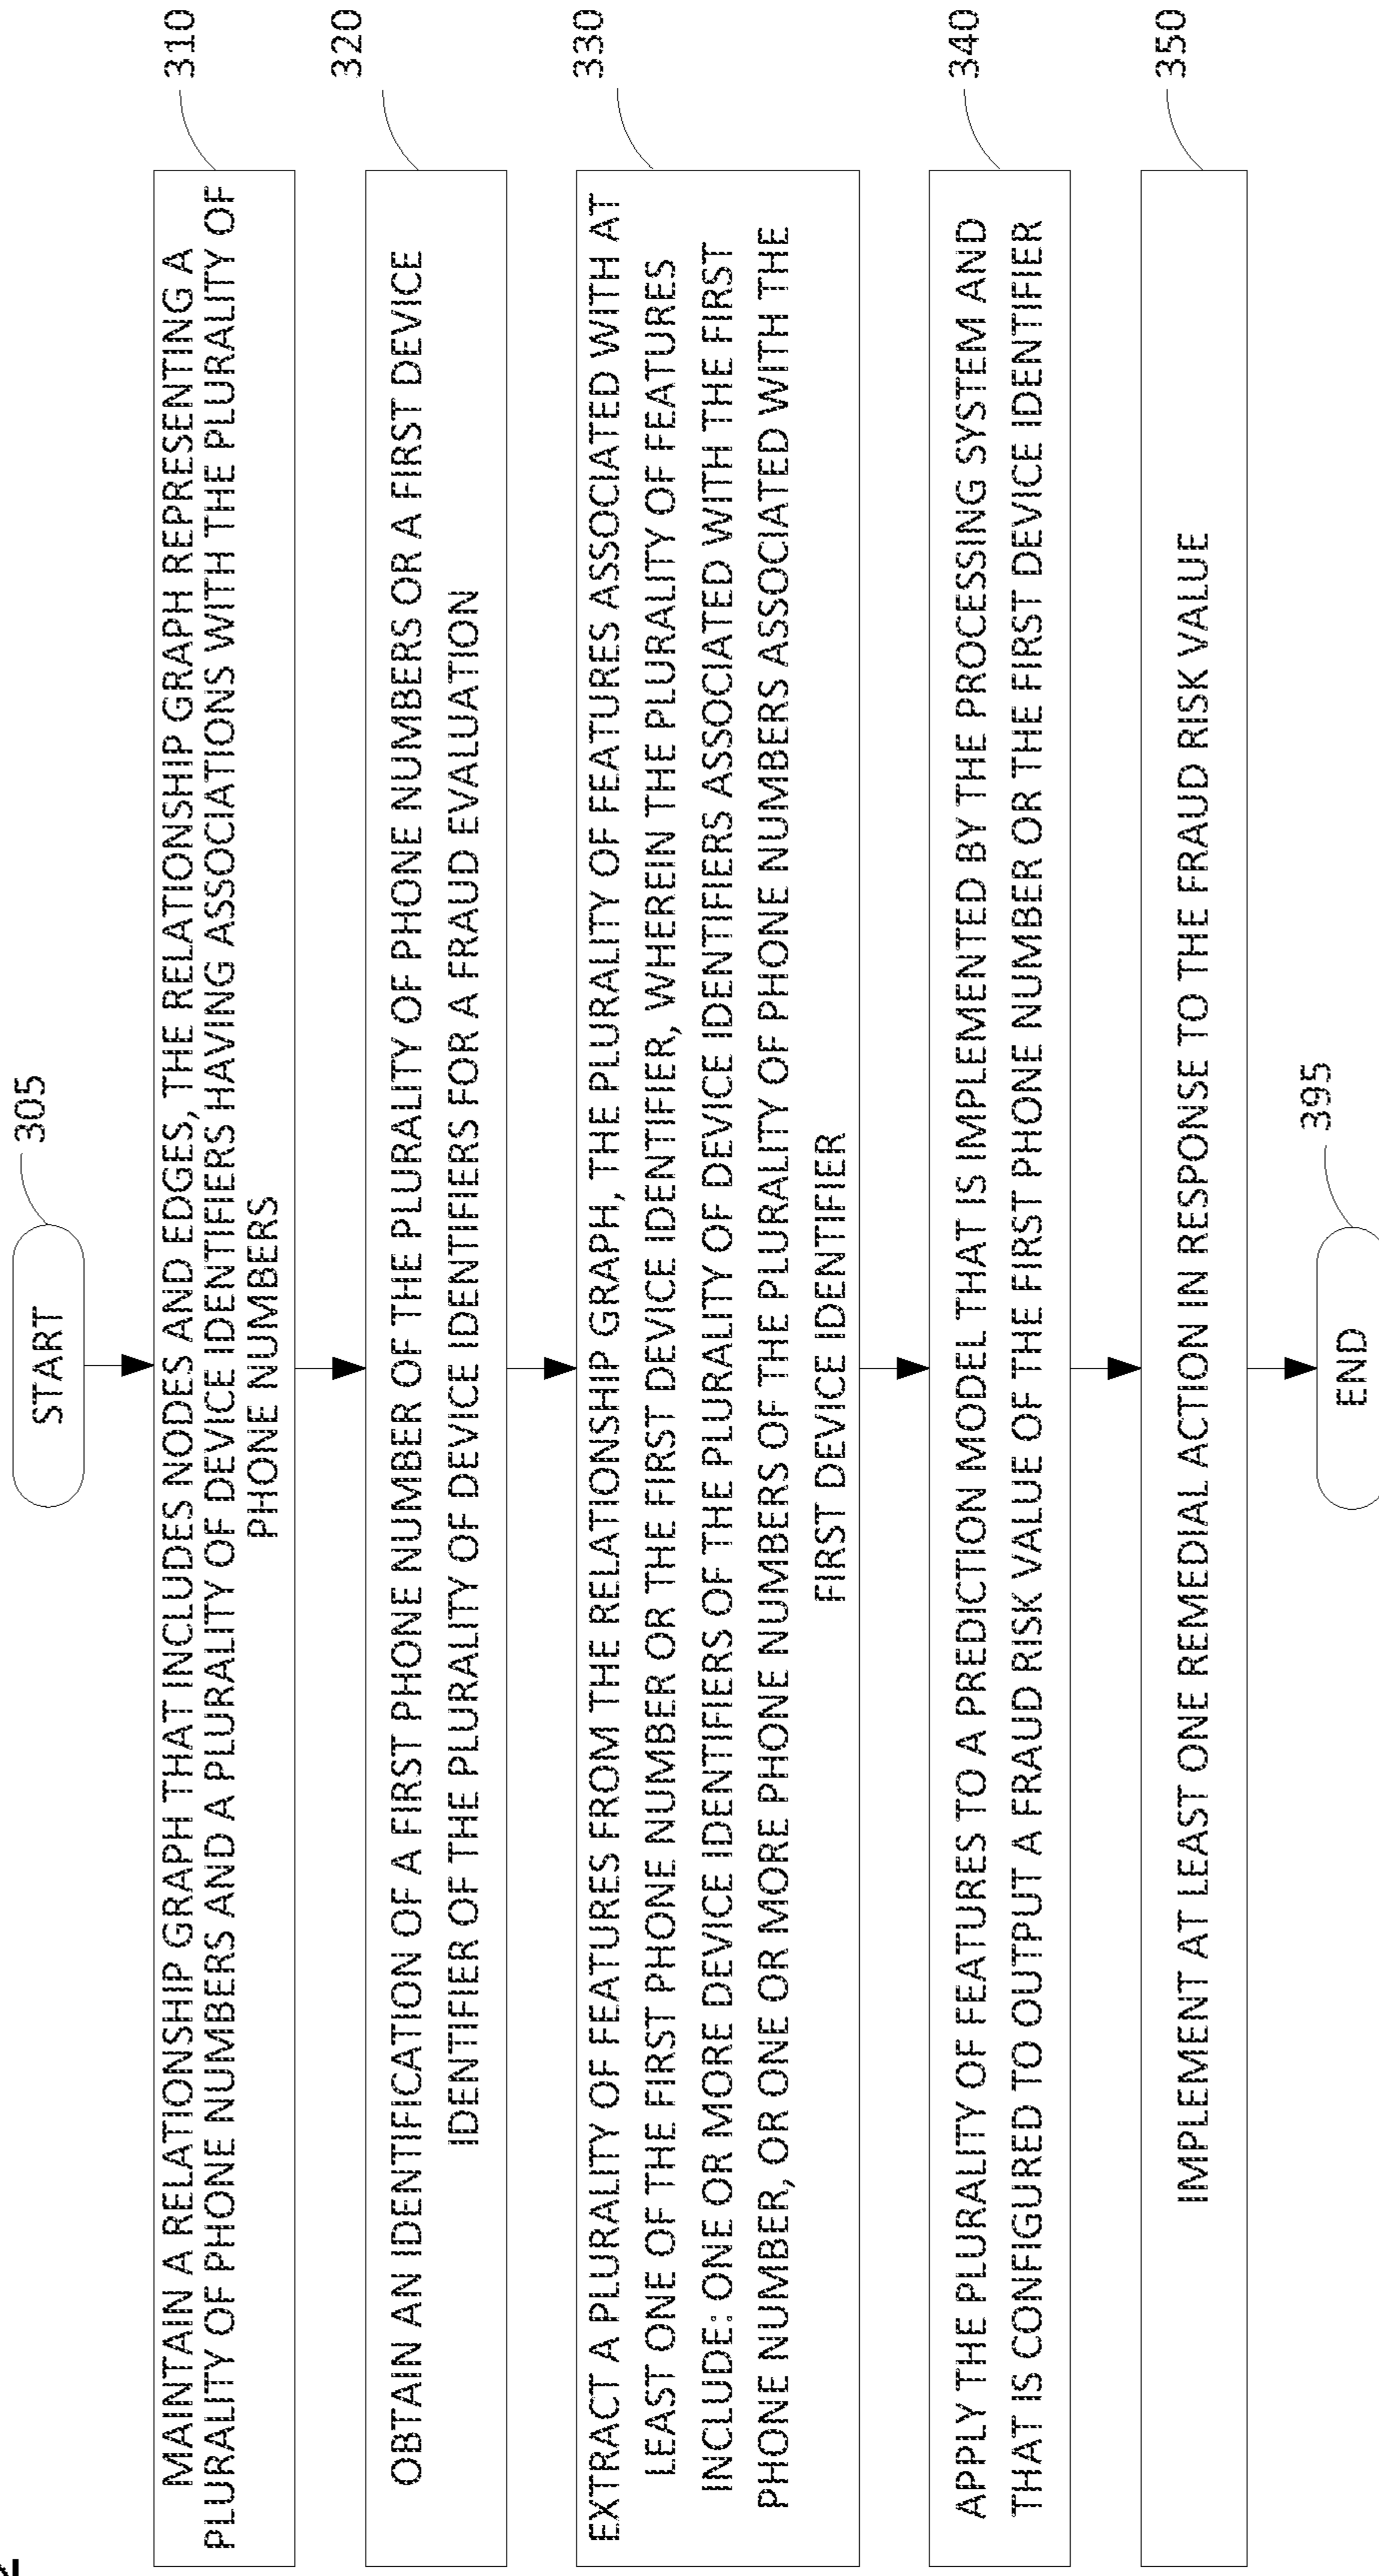 START
305
MAINTAIN A RELATIONSHIP GRAPH THAT INCLUDES NODES AND EDGES, THE RELATIONSHIP GRAPH REPRESENTING A
PLURALITY OF PHONE NUMBERS AND A PLURALITY OF DEVICE IDENTIFIERS HAVING ASSOCIATIONS WITH THE PLURALITY OF
PHONE NUMBERS
310
OBTAIN AN IDENTIFICATION OF A FIRST PHONE NUMBER OF THE PLURALITY OF PHONE NUMBERS OR A FIRST DEVICE
IDENTIFIER OF THE PLURALITY OF DEVICE IDENTIFIERS FOR A FRAUD EVALUATION
320
EXTRACT A PLURALITY OF FEATURES FROM THE RELATIONSHIP GRAPH, THE PLURALITY OF FEATURES ASSOCIATED WITH AT
LEAST ONE OF THE FIRST PHONE NUMBER OR THE FIRST DEVICE IDENTIFIER, WHEREIN THE PLURALITY OF FEATURES
INCLUDE: ONE OR MORE DEVICE IDENTIFIERS OF THE PLURALITY OF DEVICE IDENTIFIERS ASSOCIATED WITH THE FIRST
PHONE NUMBER, OR ONE OR MORE PHONE NUMBERS OF THE PLURALITY OF PHONE NUMBERS ASSOCIATED WITH THE
FIRST DEVICE IDENTIFIER
330
APPLY THE PLURALITY OF FEATURES TO A PREDICTION MODEL THAT IS IMPLEMENTED BY THE PROCESSING SYSTEM AND
THAT IS CONFIGURED TO OUTPUT A FRAUD RISK VALUE OF THE FIRST PHONE NUMBER OR THE FIRST DEVICE IDENTIFIER
340
IMPLEMENT AT LEAST ONE REMEDIAL ACTION IN RESPONSE TO THE FRAUD RISK VALUE
350
END
395